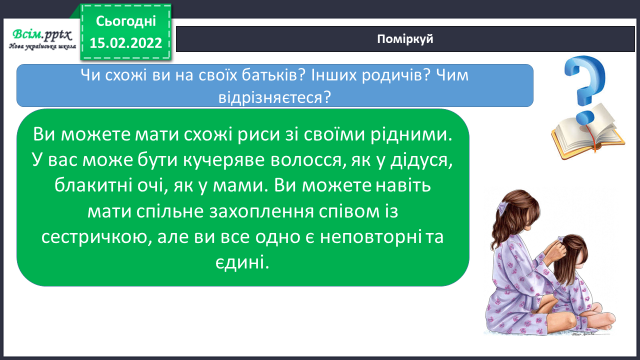 Всім.pptx
Нова українська школа
Сьогодні
15.02.2022
Поміркуй
Чи схожі ви на своїх батьків? Інших родичів? Чим
відрізняєтеся?
Ви можете мати схожі риси зі своїми рідними.
У вас може бути кучеряве волосся, як у дідуся,
блакитні очі, як у мами. Ви можете навіть
мати спільне захоплення співом із
сестричкою, але ви все одно є неповторні та
єдині.